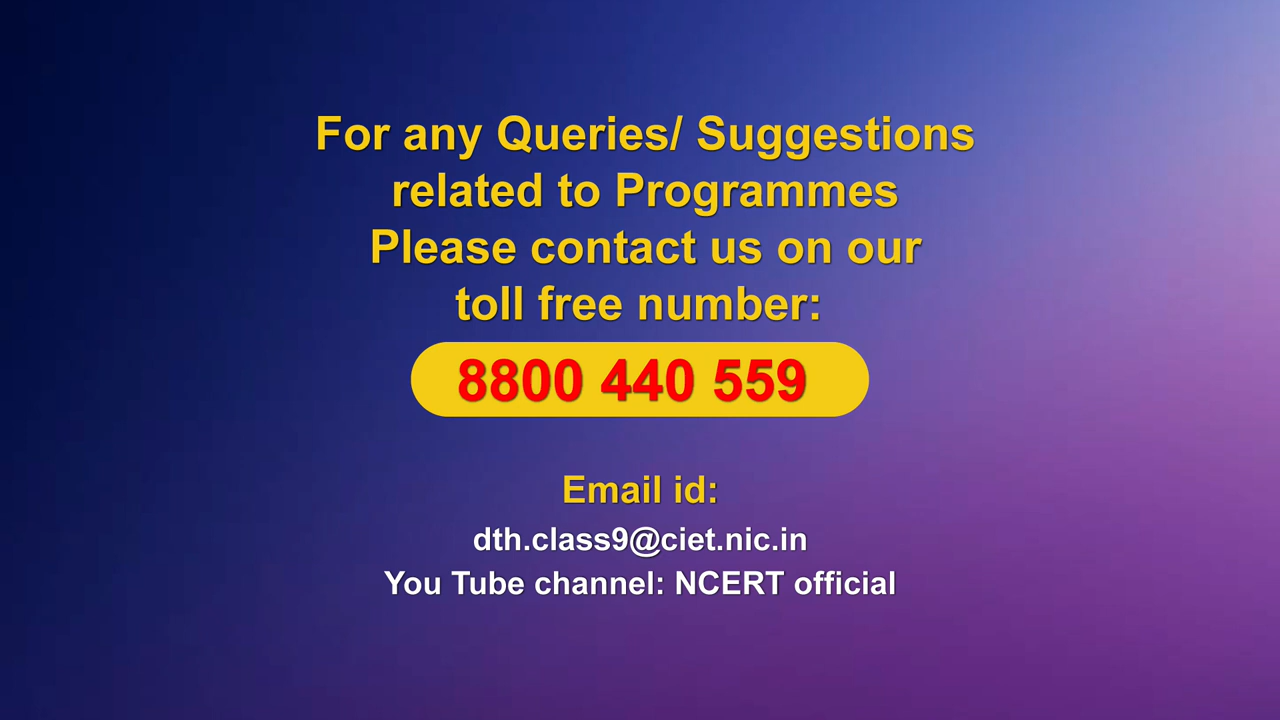 For any Queries/ Suggestions
related to Programmes
Please contact us on our
toll free number:
8800 440 559
Email id:
dth.class9@ciet.nic.in
You Tube channel: NCERT official